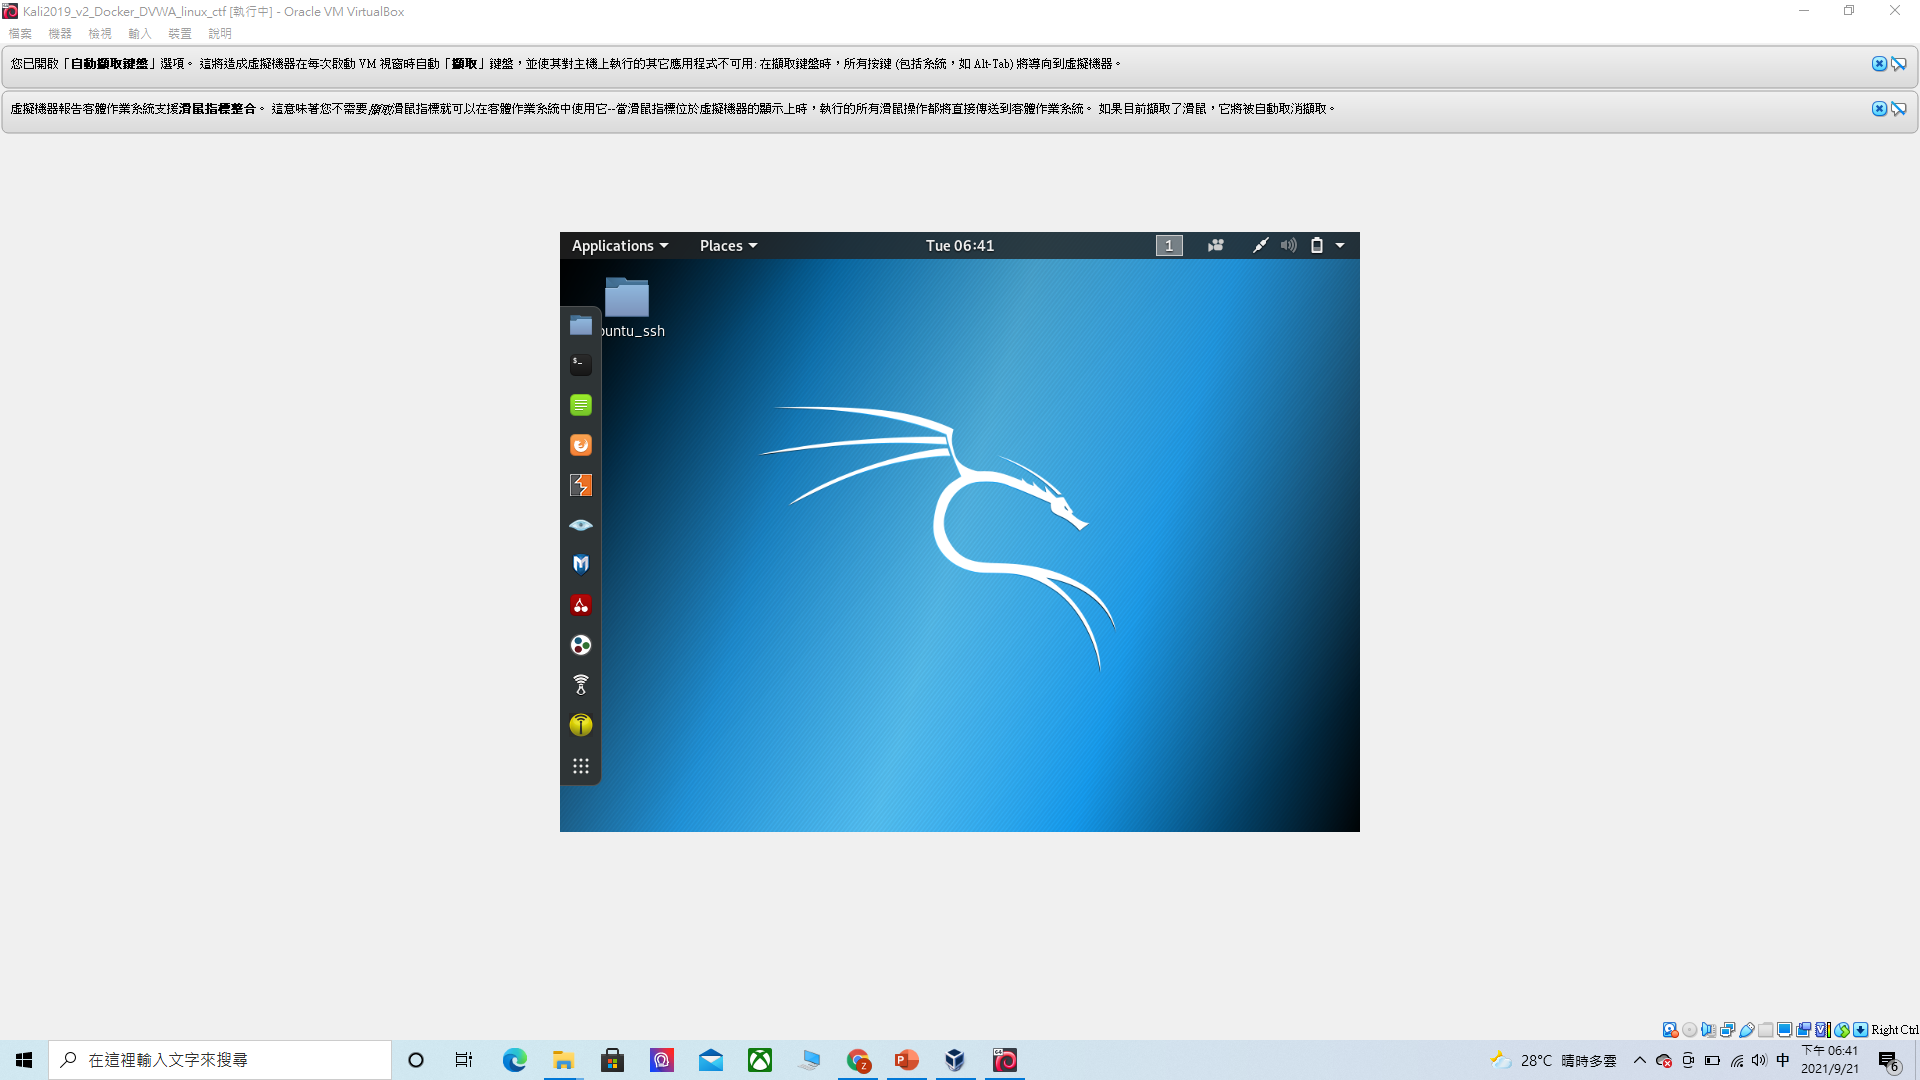 Kali2019_v2_Docker_DVWA_linux_ctf [執行中] - Oracle VM VirtualBox
檔案 機器 檢視 輸入 裝置 說明
您已開啟「自動擷取鍵盤」選項。 這將造成虛擬機器在每次啟動 VM 視窗時自動「擷取」鍵盤，並使其對主機上執行的其它應用程式不可用: 在擷取鍵盤時，所有按鍵 (包括系統，如 Alt-Tab) 將導向到虛擬機器。
虛擬機器報告客體作業系統支援滑鼠指標整合。 這意味著您不需要擷取滑鼠指標就可以在客體作業系統中使用它--當滑鼠指標位於虛擬機器的顯示上時，執行的所有滑鼠操作都將直接傳送到客體作業系統。 如果目前擷取了滑鼠，它將被自動取消擷取。
Applications Places Tue 06:41 1
buntu_ssh
Right Ctrl
在這裡輸入文字來搜尋
28°C 晴時多雲
中
下午 06:41
2021/9/21
6